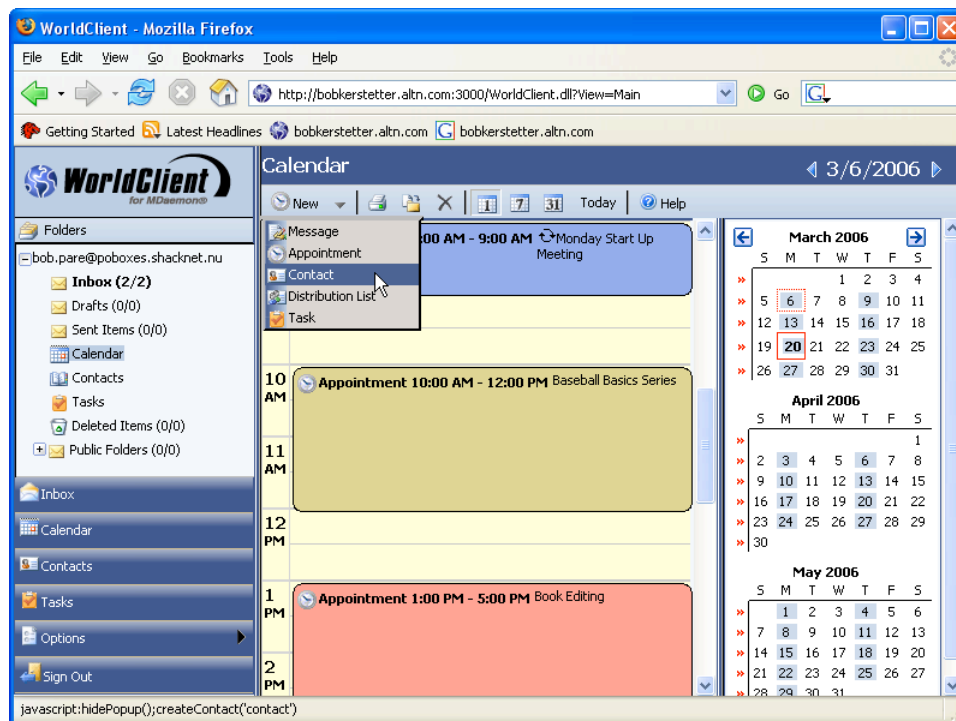 WorldClient - Mozilla Firefox
File Edit View Go Bookmarks Tools Help
http://bobkerstetter.altn.com:3000/WorldClient.dll?View=Main
Go
G
Getting Started Latest Headlines bobkerstetter.altn.com G bobkerstetter.altn.com
WorldClient
for MDaemon®
Folders
bob.pare@poboxes.shacknet.nu
Inbox (2/2)
Drafts (0/0)
Sent Items (0/0)
Calendar
Contacts
Tasks
Deleted Items (0/0)
Public Folders (0/0)
Inbox
Calendar
Contacts
Tasks
Options
Sign Out
Calendar
3/6/2006
New 1 7 31 Today Help
Message
Appointment
Contact
Distribution List
Task
:00 AM - 9:00 AM Monday Start Up
Meeting
10
AM
Appointment 10:00 AM - 12:00 PM Baseball Basics Series
11
AM
12
PM
1
PM
Appointment 1:00 PM - 5:00 PM Book Editing
2
PM
March 2006
S M T W T F S
» 1 2 3 4
» 5 6 7 8 9 10 11
» 12 13 14 15 16 17 18
» 19 20 21 22 23 24 25
» 26 27 28 29 30 31
April 2006
S M T W T F S
» 1
» 2 3 4 5 6 7 8
» 9 10 11 12 13 14 15
» 16 17 18 19 20 21 22
» 23 24 25 26 27 28 29
» 30
May 2006
S M T W T F S
» 1 2 3 4 5 6
» 7 8 9 10 11 12 13
» 14 15 16 17 18 19 20
» 21 22 23 24 25 26 27
» 28 29 30 31
javascript:hidePopup();createContact('contact')